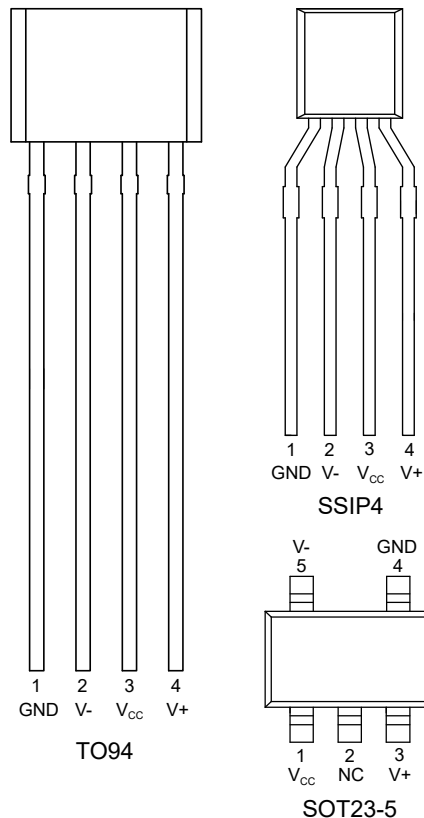 1 2 3 4
GND V- VCC V+
TO94
1 2 3 4
GND V- VCC V+
SSIP4
V- GND
5 4
1 2 3
VCC NC V+
SOT23-5